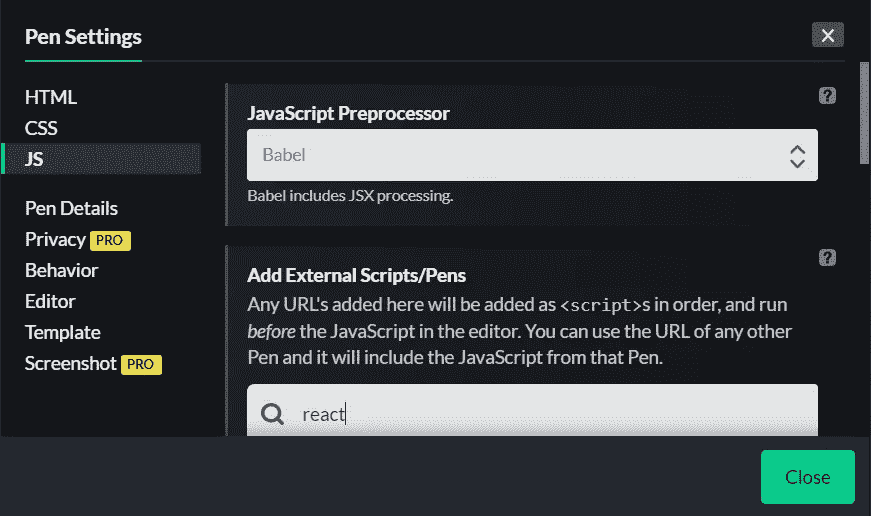 Pen Settings
HTML
CSS
JS
Pen Details
Privacy PRO
Behavior
Editor
Template
Screenshot PRO
JavaScript Preprocessor
Babel
Babel includes JSX processing.
Add External Scripts/Pens
Any URL's added here will be added as <script>s in order, and run
before the JavaScript in the editor. You can use the URL of any other
Pen and it will include the JavaScript from that Pen.
react
Close